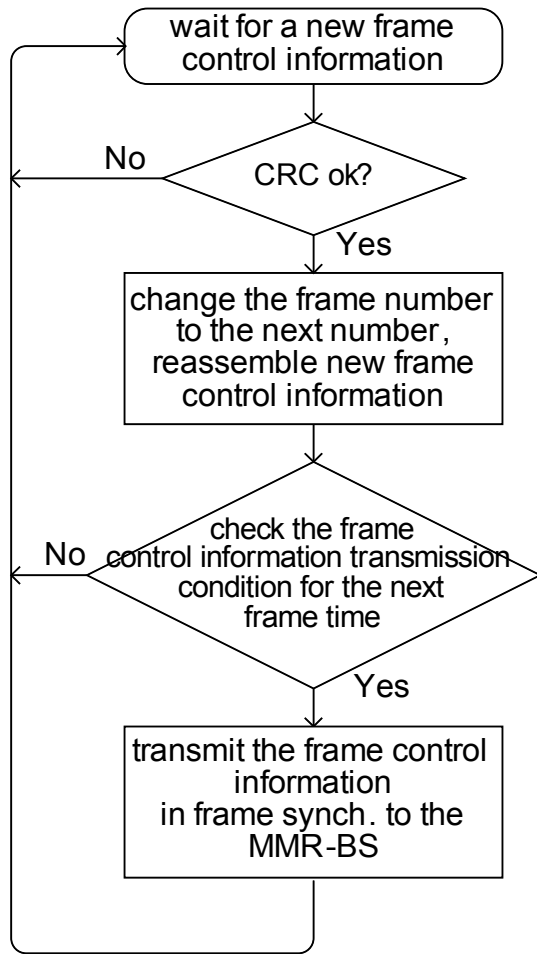 wait for a new frame
control information
No
CRC ok?
Yes
change the frame number
to the next number,
reassemble new frame
control information
check the frame
No
control information transmission
condition for the next
frame time
Yes
transmit the frame control
information
in frame synch. to the
MMR-BS